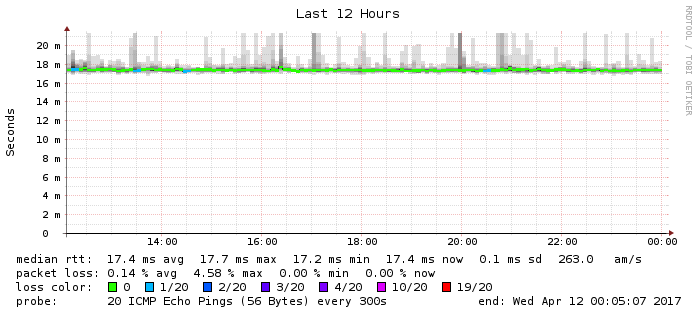 Last 12 Hours
RRDTOOL / TOBI OETIKER
Seconds
20 m
18 m
16 m
14 m
12 m
10 m
8 m
6 m
4 m
2 m
0
14:00 16:00 18:00 20:00 22:00 00:00
median rtt: 17.4 ms avg 17.7 ms max 17.2 ms min 17.4 ms now 0.1 ms sd 263.0 am/s
packet loss: 0.14 % avg 4.58 % max 0.00 % min 0.00 % now
loss color: 0 1/20 2/20 3/20 4/20 10/20 19/20
probe: 20 ICMP Echo Pings (56 Bytes) every 300s end: Wed Apr 12 00:05:07 2017